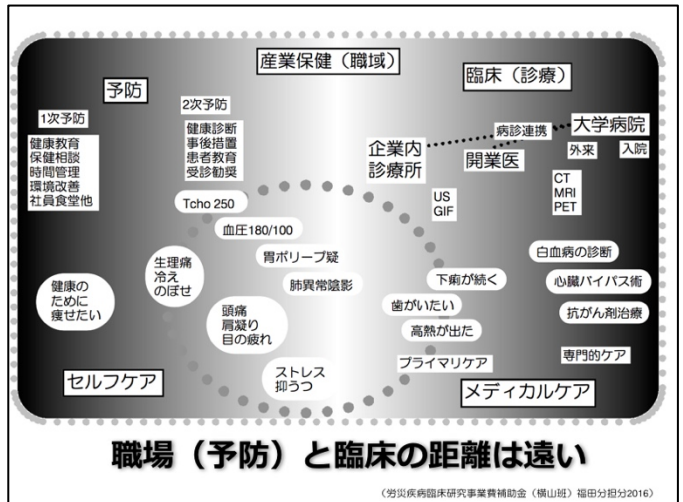 産業保健（職域）
予防
臨床（診療）
1次予防
健康教育
保健相談
時間管理
環境改善
社員食堂他
2次予防
健康診断
事後措置
患者教育
受診勧奨
企業内
診療所
病診連携
開業医
大学病院
外来
入院
US
GIF
CT
MRI
PET
Tcho 250
血圧180/100
胃ポリープ疑
肺異常陰影
生理痛
冷え
のぼせ
健康の
ために
痩せたい
頭痛
肩凝り
目の疲れ
ストレス
抑うつ
下痢が続く
歯がいたい
高熱が出た
プライマリケア
白血病の診断
心臓バイパス術
抗がん剤治療
専門的ケア
セルフケア
メディカルケア
職場（予防）と臨床の距離は遠い
（労災疾病臨床研究事業費補助金（横山班）福田分担分2016）